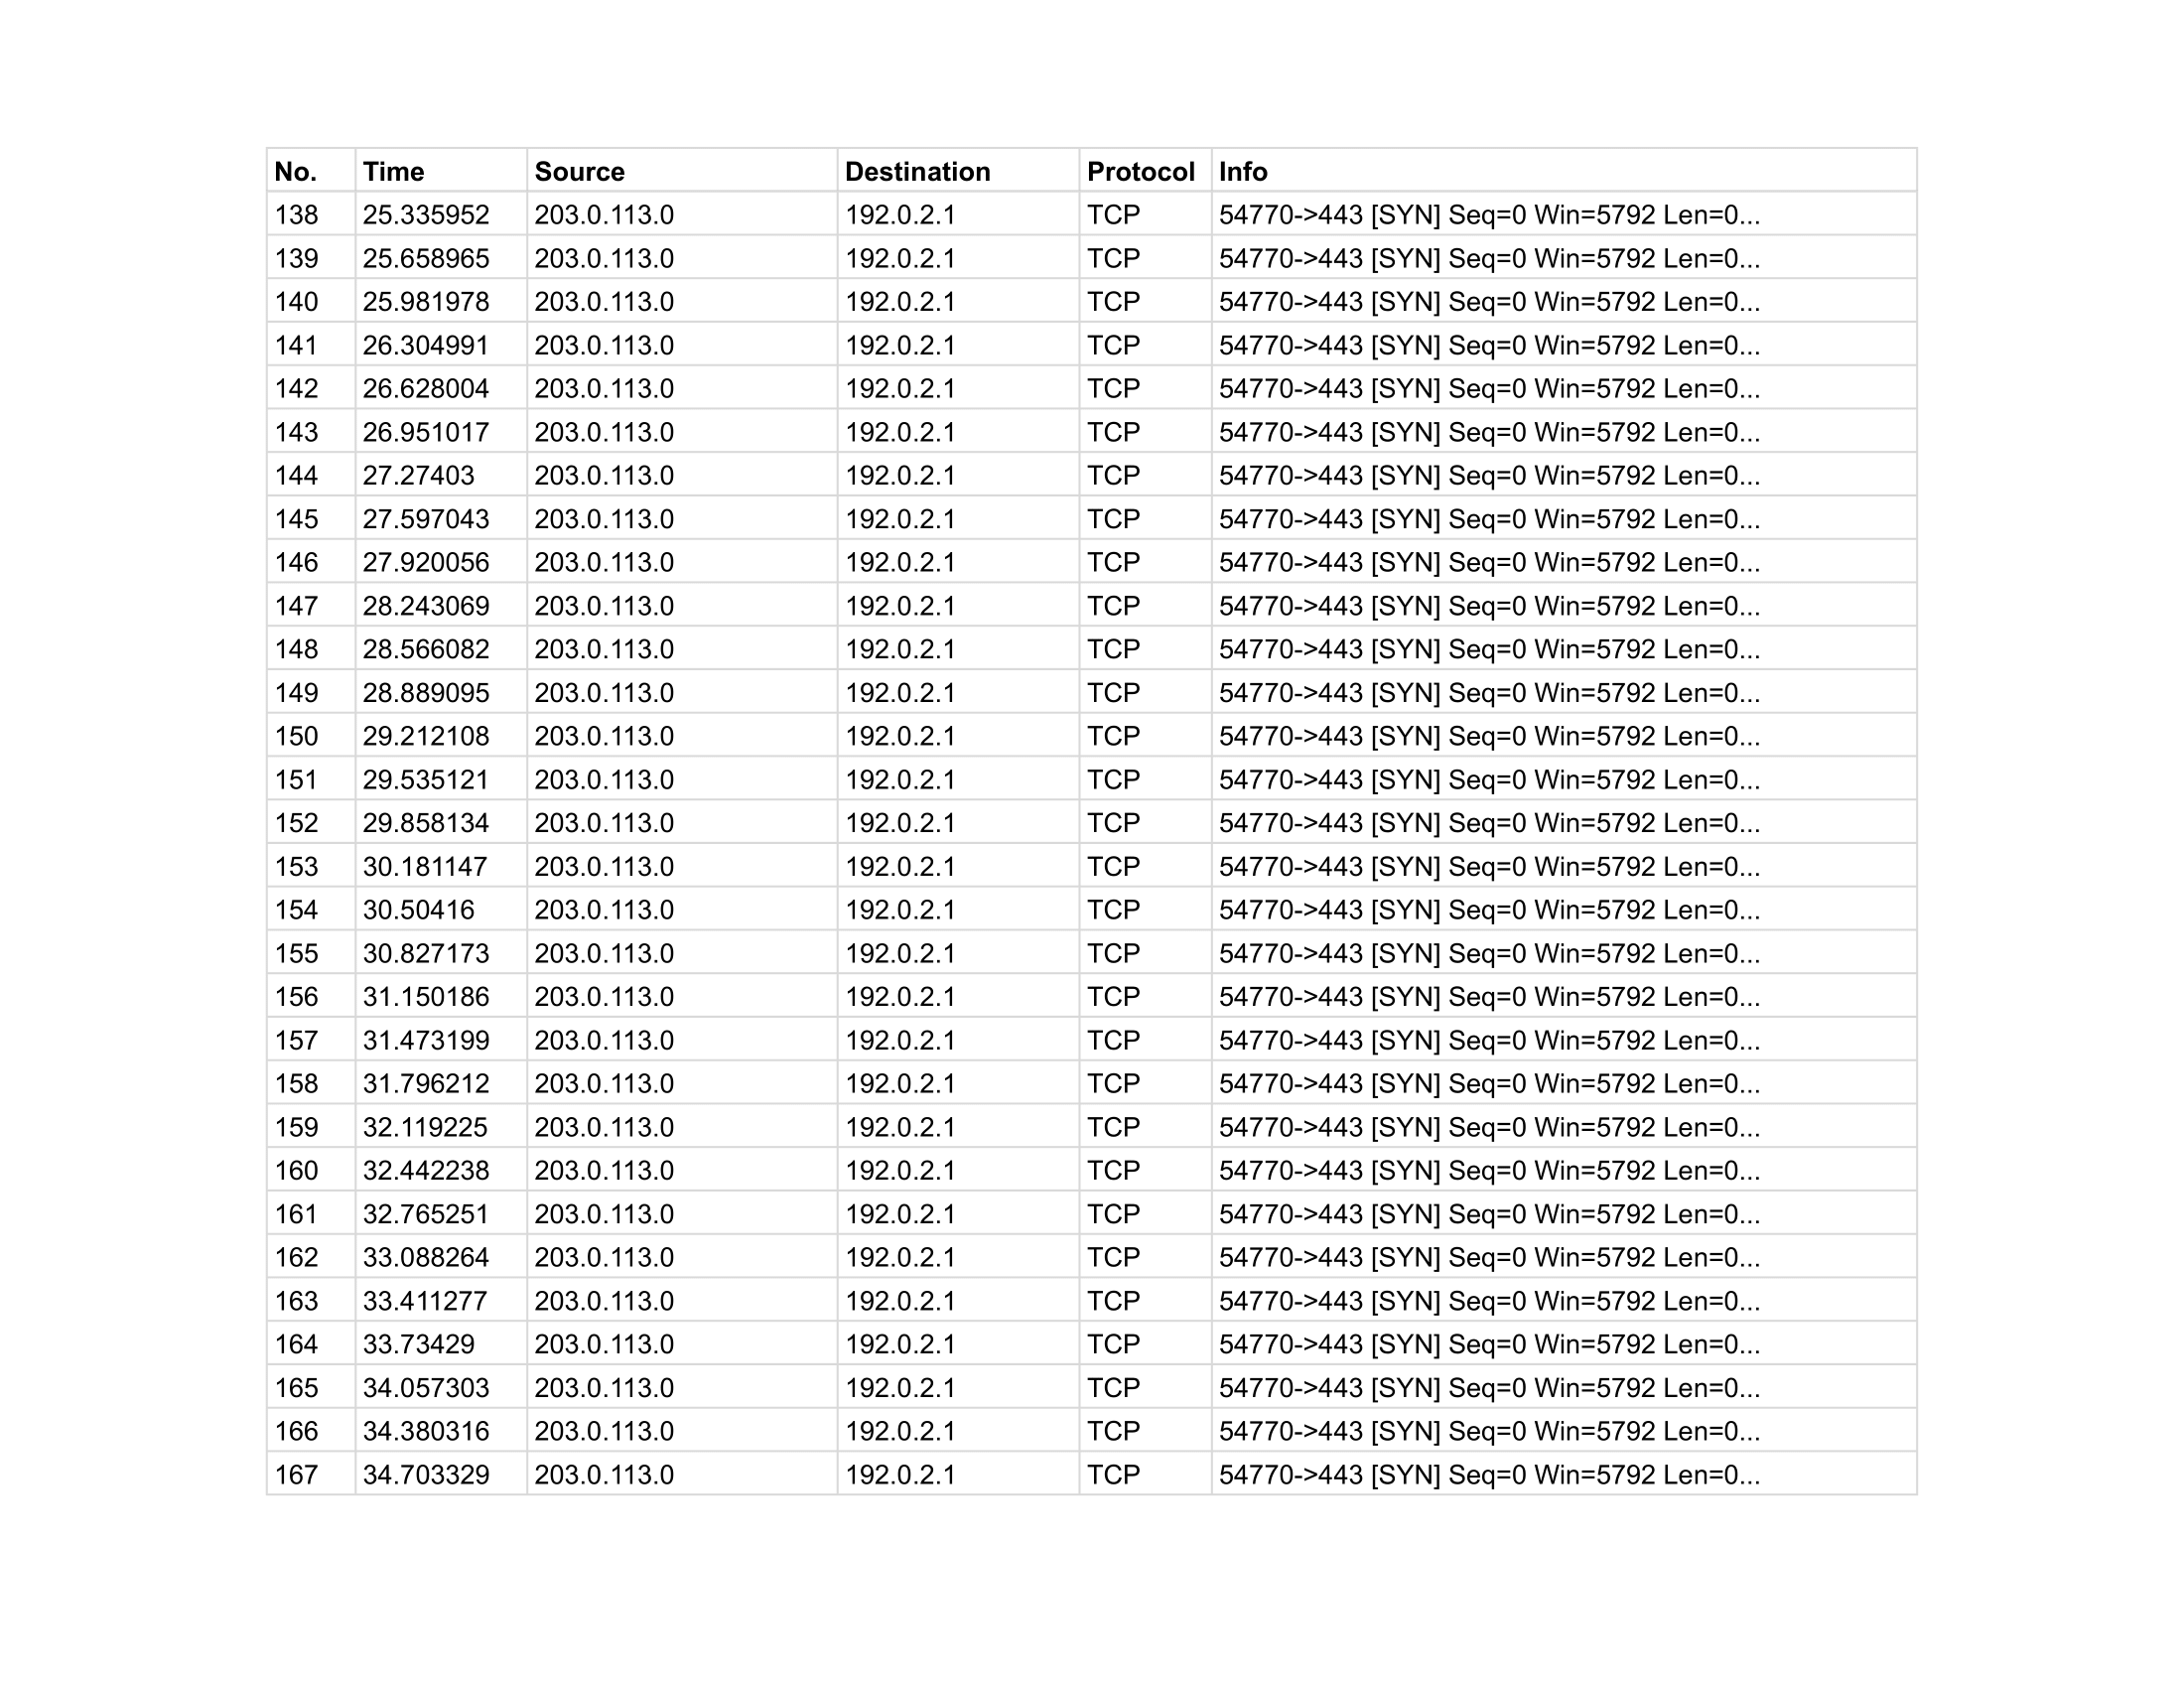 No. Time Source Destination Protocol Info
138 25.335952 203.0.113.0 192.0.2.1 TCP 54770->443 [SYN] Seq=0 Win=5792 Len=0...
139 25.658965 203.0.113.0 192.0.2.1 TCP 54770->443 [SYN] Seq=0 Win=5792 Len=0...
140 25.981978 203.0.113.0 192.0.2.1 TCP 54770->443 [SYN] Seq=0 Win=5792 Len=0...
141 26.304991 203.0.113.0 192.0.2.1 TCP 54770->443 [SYN] Seq=0 Win=5792 Len=0...
142 26.628004 203.0.113.0 192.0.2.1 TCP 54770->443 [SYN] Seq=0 Win=5792 Len=0...
143 26.951017 203.0.113.0 192.0.2.1 TCP 54770->443 [SYN] Seq=0 Win=5792 Len=0...
144 27.27403 203.0.113.0 192.0.2.1 TCP 54770->443 [SYN] Seq=0 Win=5792 Len=0...
145 27.597043 203.0.113.0 192.0.2.1 TCP 54770->443 [SYN] Seq=0 Win=5792 Len=0...
146 27.920056 203.0.113.0 192.0.2.1 TCP 54770->443 [SYN] Seq=0 Win=5792 Len=0...
147 28.243069 203.0.113.0 192.0.2.1 TCP 54770->443 [SYN] Seq=0 Win=5792 Len=0...
148 28.566082 203.0.113.0 192.0.2.1 TCP 54770->443 [SYN] Seq=0 Win=5792 Len=0...
149 28.889095 203.0.113.0 192.0.2.1 TCP 54770->443 [SYN] Seq=0 Win=5792 Len=0...
150 29.212108 203.0.113.0 192.0.2.1 TCP 54770->443 [SYN] Seq=0 Win=5792 Len=0...
151 29.535121 203.0.113.0 192.0.2.1 TCP 54770->443 [SYN] Seq=0 Win=5792 Len=0...
152 29.858134 203.0.113.0 192.0.2.1 TCP 54770->443 [SYN] Seq=0 Win=5792 Len=0...
153 30.181147 203.0.113.0 192.0.2.1 TCP 54770->443 [SYN] Seq=0 Win=5792 Len=0...
154 30.50416 203.0.113.0 192.0.2.1 TCP 54770->443 [SYN] Seq=0 Win=5792 Len=0...
155 30.827173 203.0.113.0 192.0.2.1 TCP 54770->443 [SYN] Seq=0 Win=5792 Len=0...
156 31.150186 203.0.113.0 192.0.2.1 TCP 54770->443 [SYN] Seq=0 Win=5792 Len=0...
157 31.473199 203.0.113.0 192.0.2.1 TCP 54770->443 [SYN] Seq=0 Win=5792 Len=0...
158 31.796212 203.0.113.0 192.0.2.1 TCP 54770->443 [SYN] Seq=0 Win=5792 Len=0...
159 32.119225 203.0.113.0 192.0.2.1 TCP 54770->443 [SYN] Seq=0 Win=5792 Len=0...
160 32.442238 203.0.113.0 192.0.2.1 TCP 54770->443 [SYN] Seq=0 Win=5792 Len=0...
161 32.765251 203.0.113.0 192.0.2.1 TCP 54770->443 [SYN] Seq=0 Win=5792 Len=0...
162 33.088264 203.0.113.0 192.0.2.1 TCP 54770->443 [SYN] Seq=0 Win=5792 Len=0...
163 33.411277 203.0.113.0 192.0.2.1 TCP 54770->443 [SYN] Seq=0 Win=5792 Len=0...
164 33.73429 203.0.113.0 192.0.2.1 TCP 54770->443 [SYN] Seq=0 Win=5792 Len=0...
165 34.057303 203.0.113.0 192.0.2.1 TCP 54770->443 [SYN] Seq=0 Win=5792 Len=0...
166 34.380316 203.0.113.0 192.0.2.1 TCP 54770->443 [SYN] Seq=0 Win=5792 Len=0...
167 34.703329 203.0.113.0 192.0.2.1 TCP 54770->443 [SYN] Seq=0 Win=5792 Len=0...